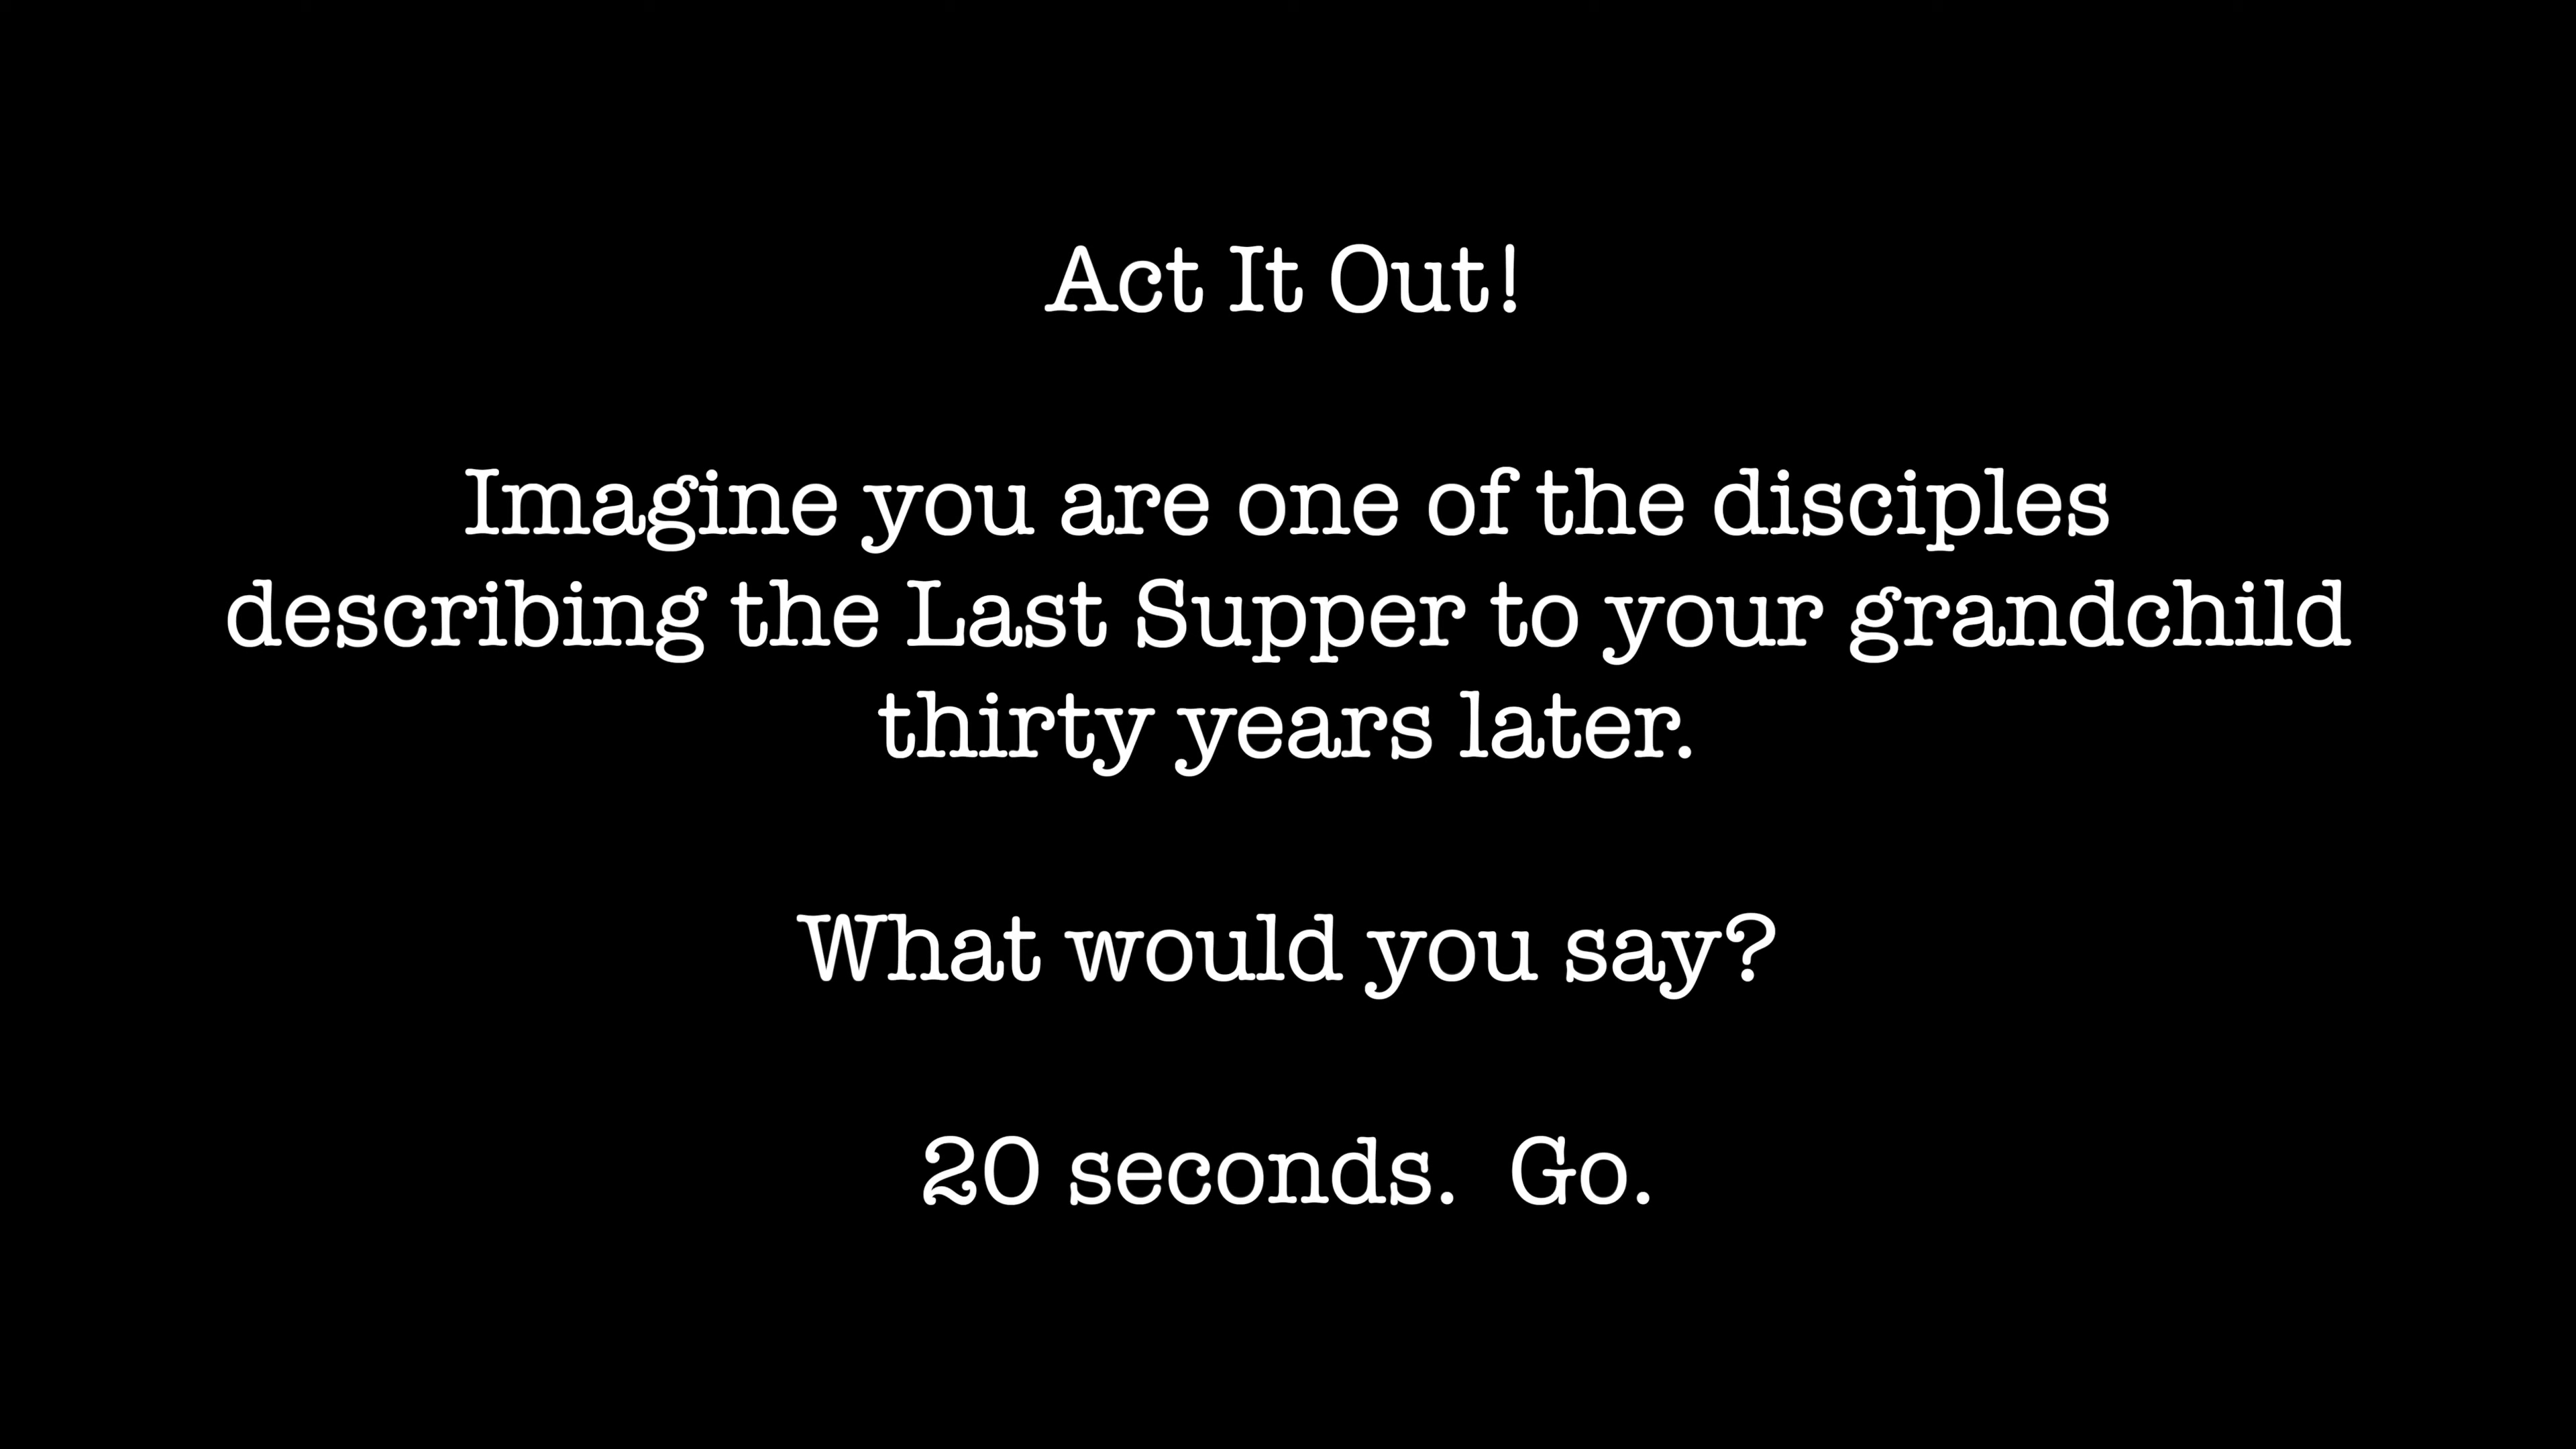 Act It Out!
Imagine you are one of the disciples
describing the Last Supper to your grandchild
thirty years later.
What would you say?
20 seconds.  Go.